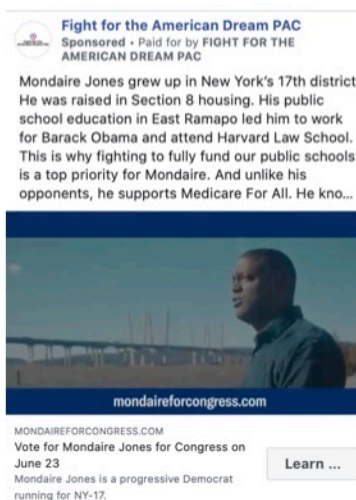 Fight for the American Dream PAC
Sponsored • Paid for by FIGHT FOR THE
AMERICAN DREAM PAC
Mondaire Jones grew up in New York's 17th district
He was raised in Section 8 housing. His public
school education in East Ramapo led him to work
for Barack Obama and attend Harvard Law School.
This is why fighting to fully fund our public schools
is a top priority for Mondaire. And unlike his
opponents, he supports Medicare For All. He kno...
mondaireforcongress.com
MONDAIREFORCONGRESS.COM
Vote for Mondaire Jones for Congress on
June 23
Learn ...
Mondaire Jones is a progressive Democrat
running for NY-17.